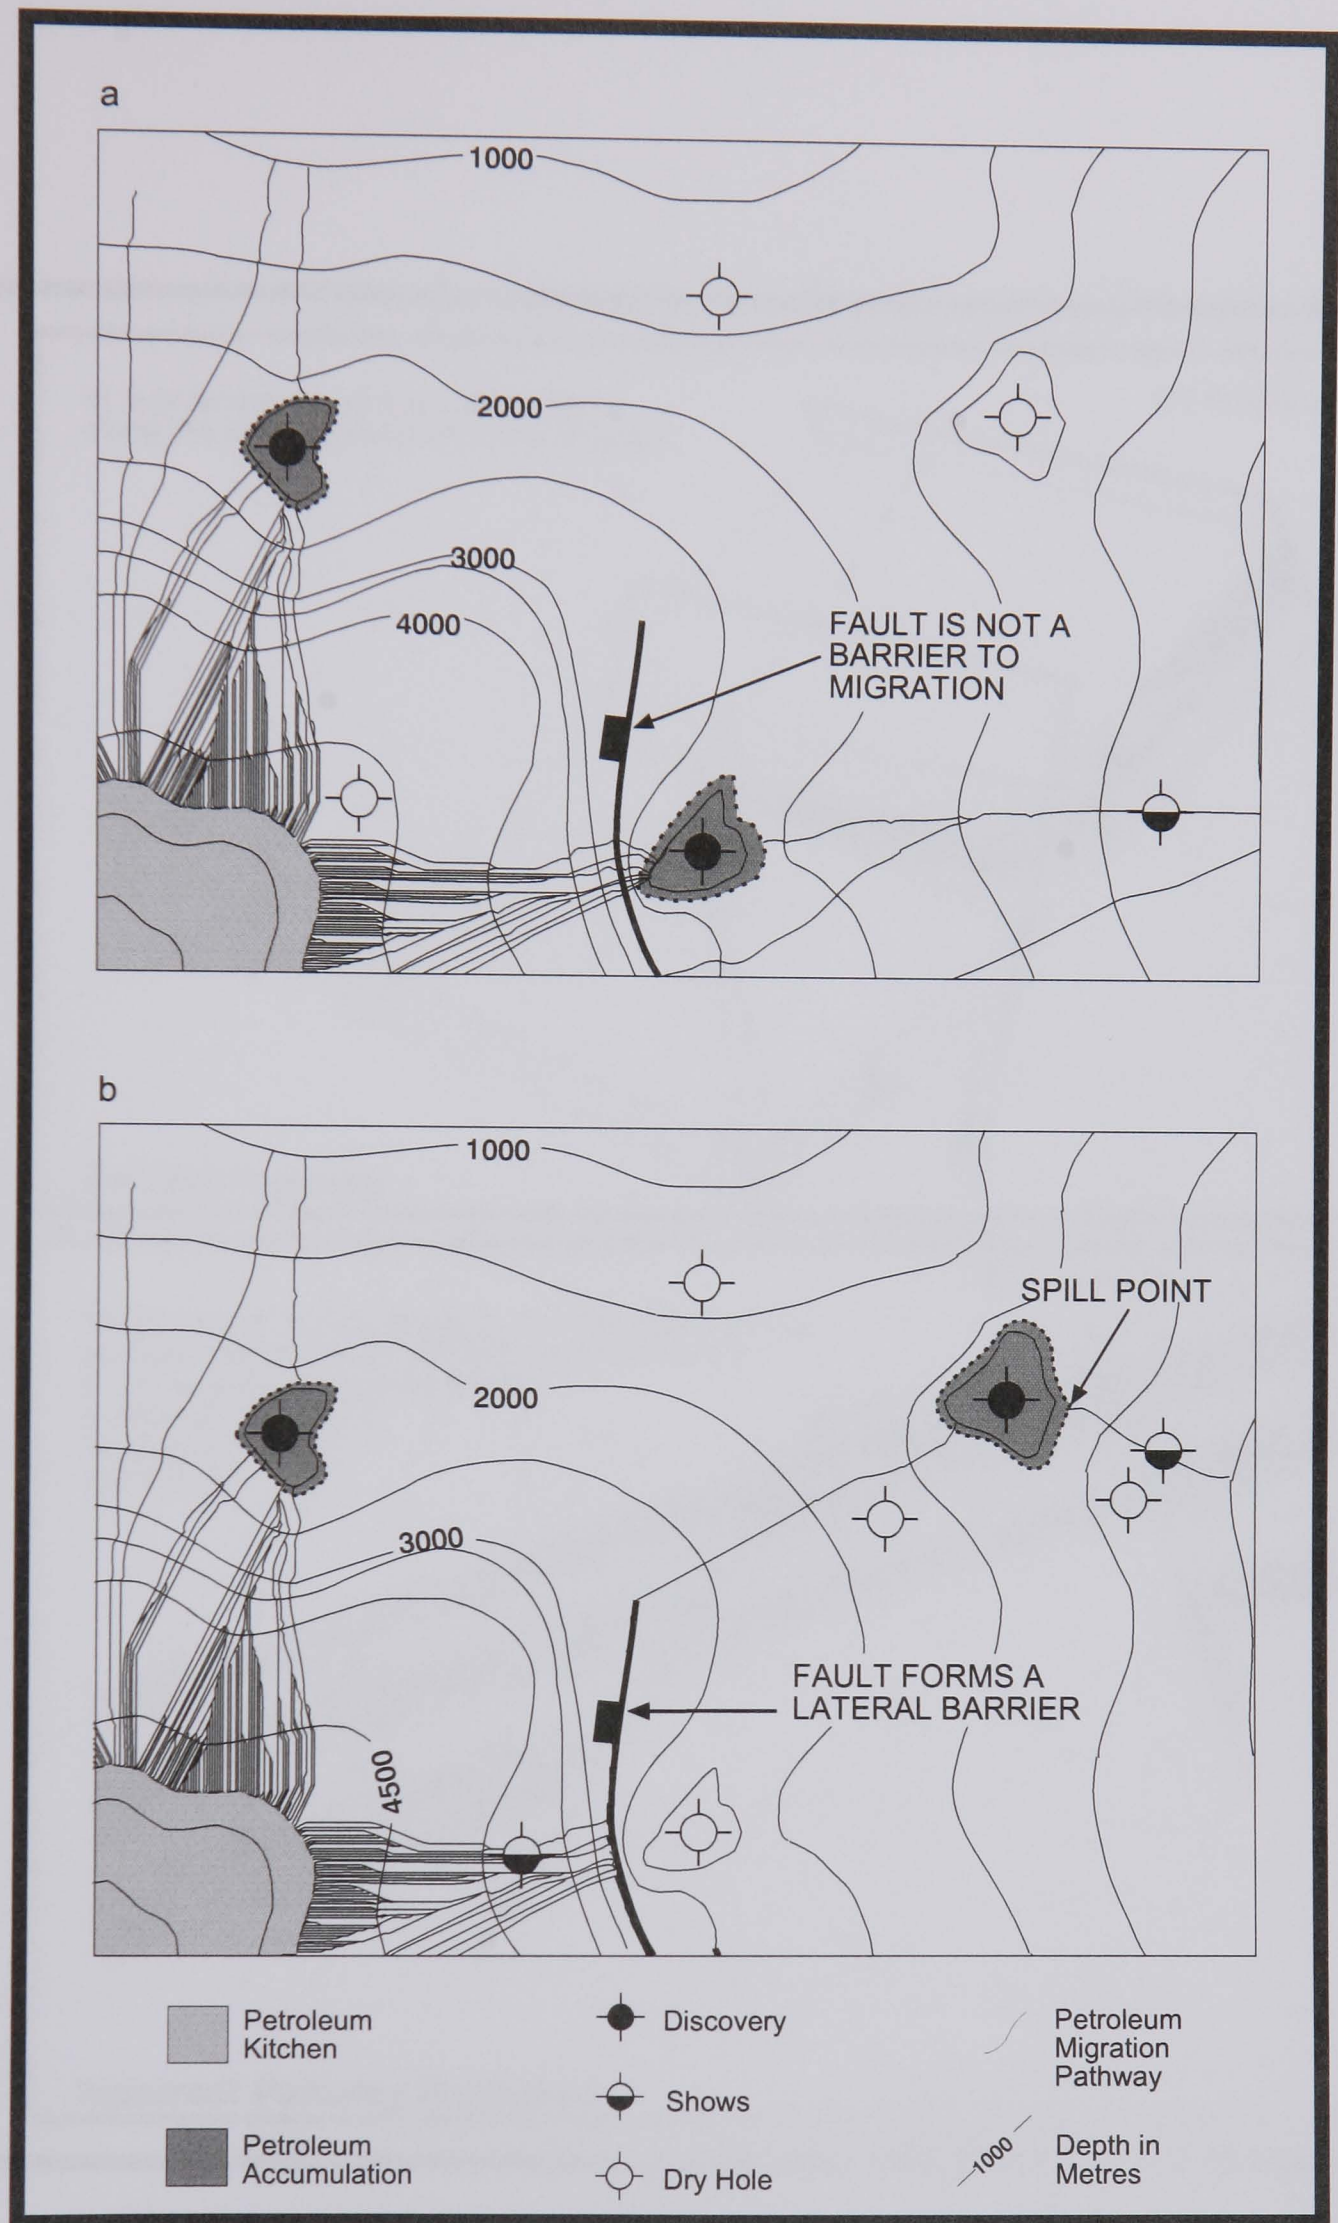 a
1000
2000
3000
4000
FAULT IS NOT A
BARRIER TO
MIGRATION
b
1000
SPILL POINT
2000
3000
FAULT FORMS A
LATERAL BARRIER
4500
Petroleum
Kitchen
Discovery
Petroleum
Migration
Pathway
Shows
Petroleum
Accumulation
Dry Hole
1000
Depth in
Metres